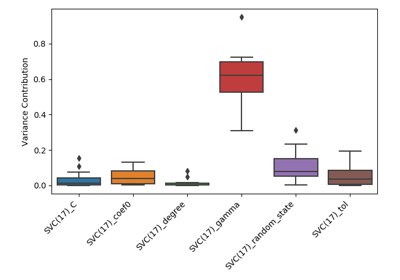 Variance Contribution
0.8
0.6
0.4
0.2
0.0
SVC(17)_C
SVC(17)_coef0
SVC(17)_degree
SVC(17)_gamma
SVC(17)_random_state
SVC(17)_tol